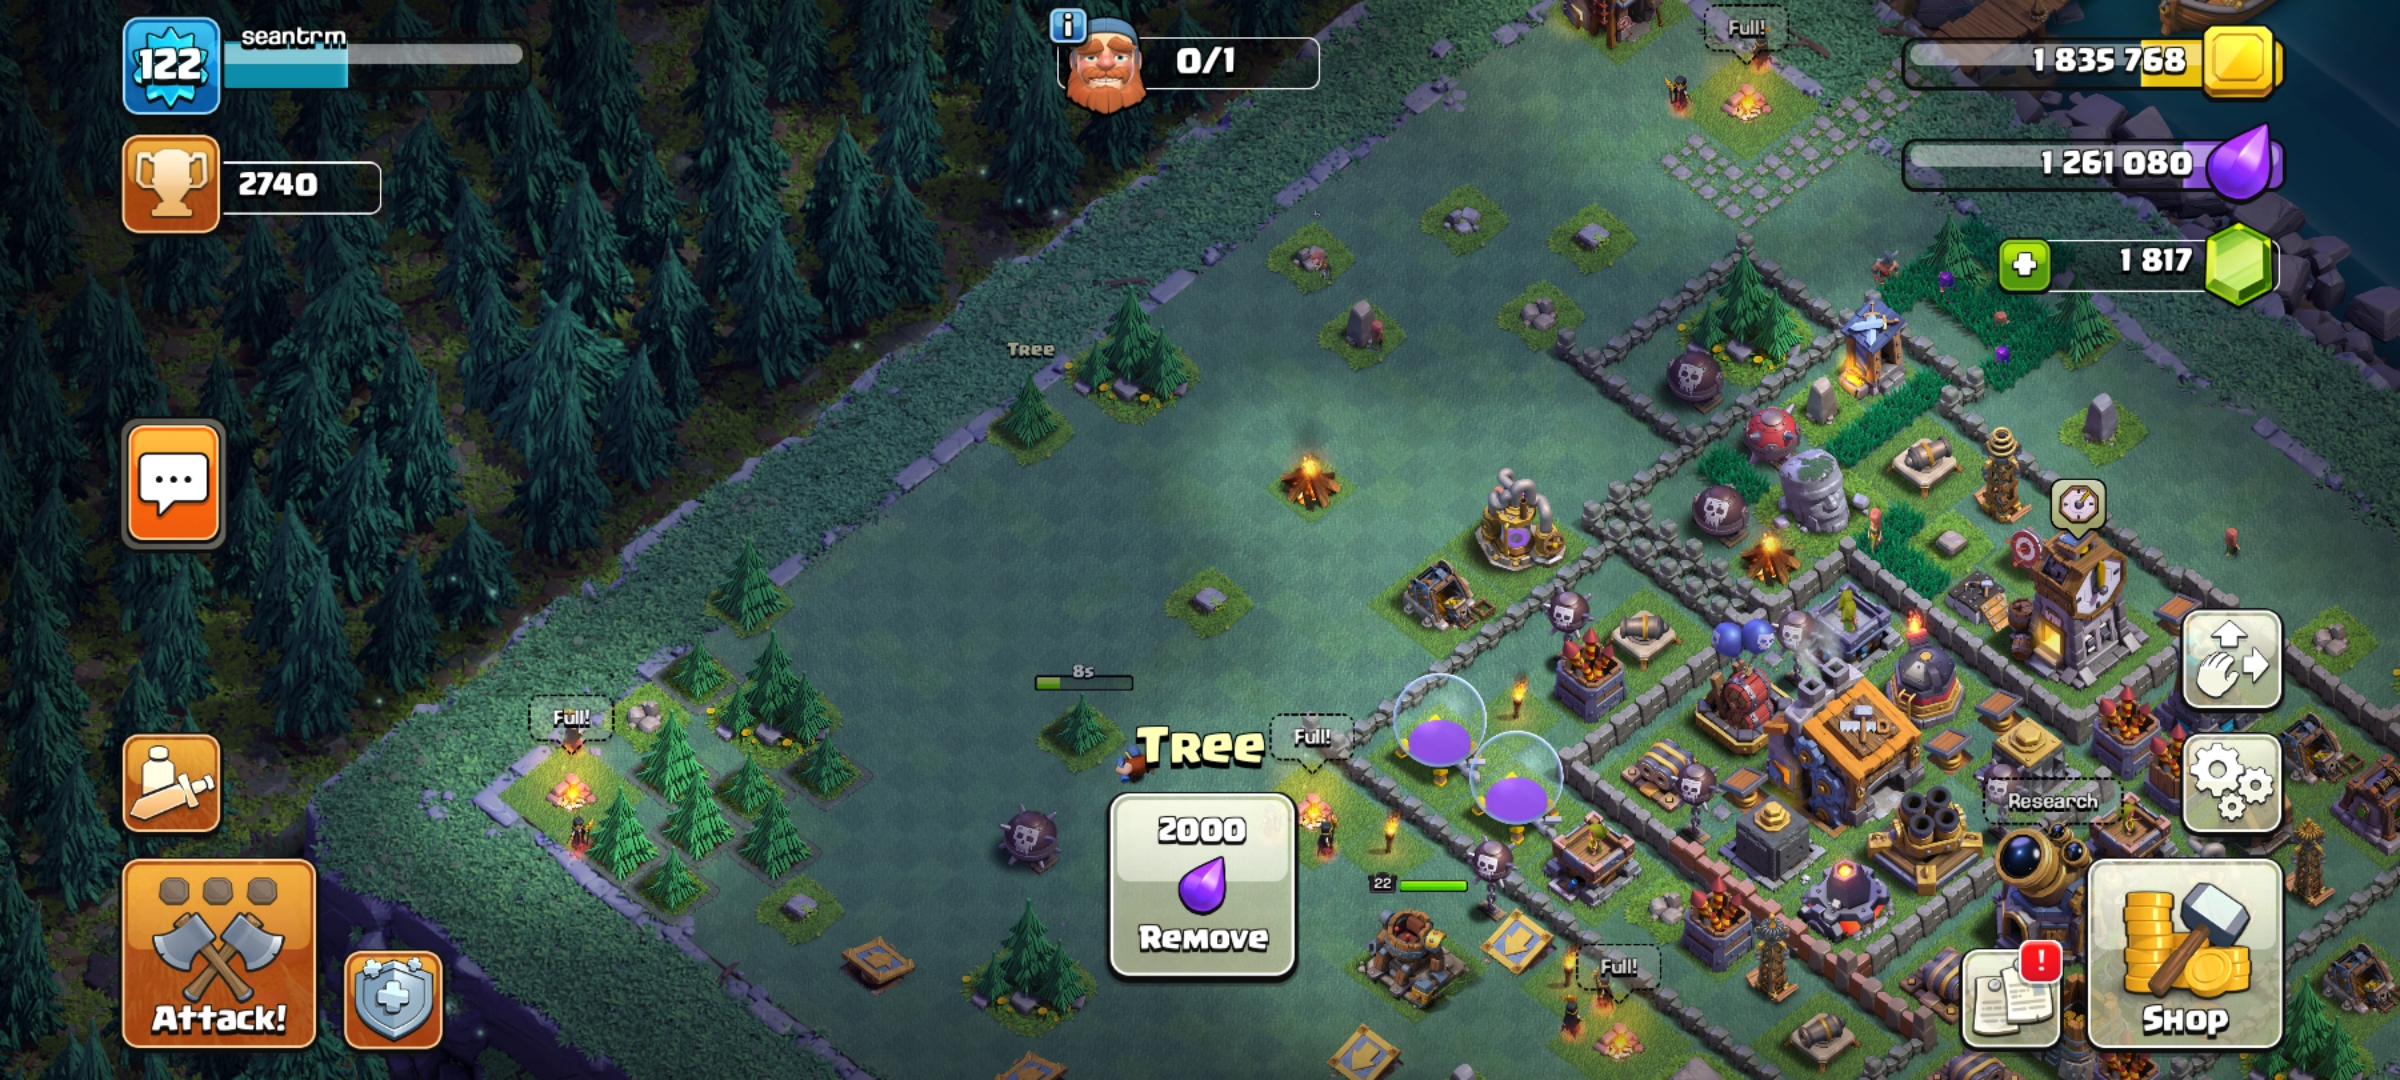 122
seantrm
0/1
Full!
1 835 768
2740
1 261 080
1 817
Tree
8s
Full!
Tree
Full!
2000
Remove
Research
22
Full!
Attack!
!
Shop